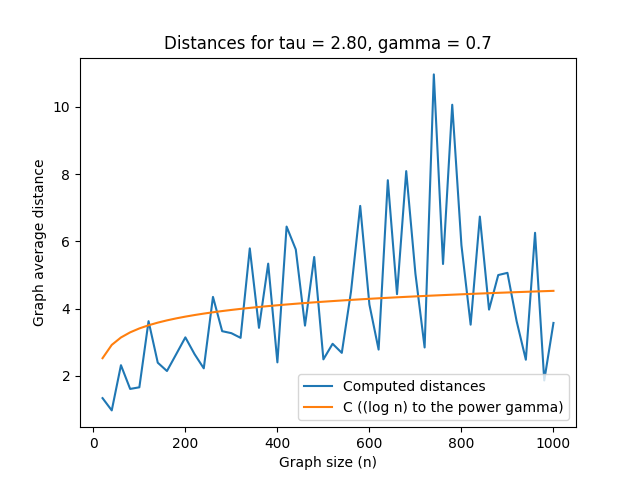 Distances for tau = 2.80, gamma = 0.7
Graph average distance
10
8
6
4
2
0
200
400
600
800
1000
Graph size (n)
Computed distances
C ((log n) to the power gamma)